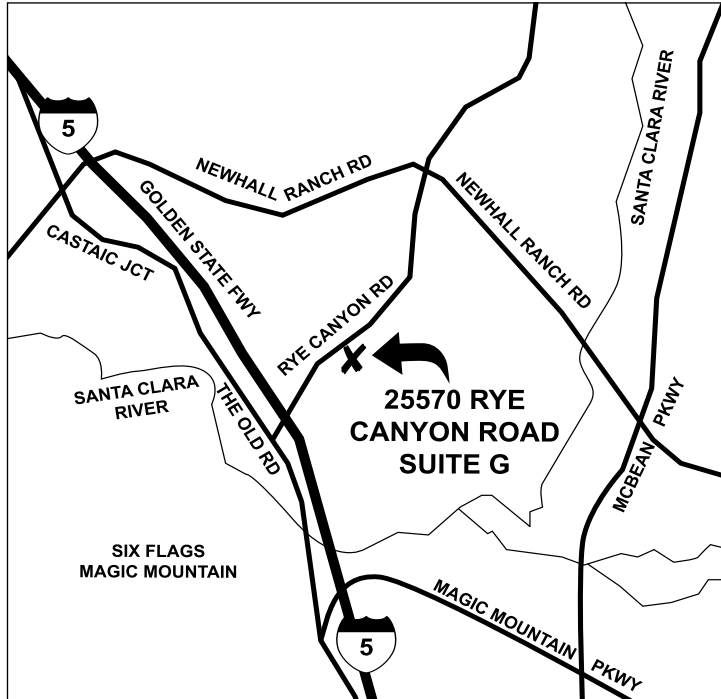 5
NEWHALL RANCH RD
SANTA CLARA RIVER
GOLDEN STATE FWY
NEWHALL RANCH RD
CASTAIC JCT
RYE CANYON RD
SANTA CLARA
RIVER
THE OLD RD
25570 RYE
CANYON ROAD
SUITE G
MCBEAN PKWY
SIX FLAGS
MAGIC MOUNTAIN
MAGIC MOUNTAIN PKWY
5